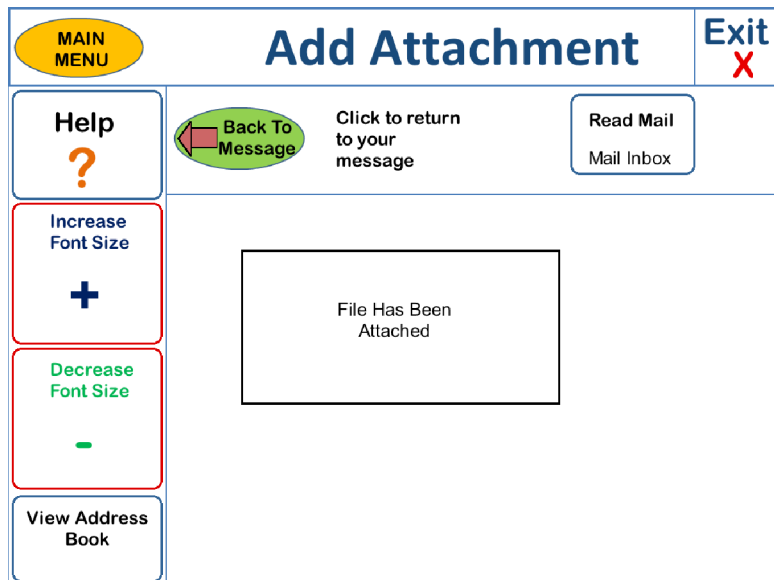 MAIN
MENU
Add Attachment
Exit
X
Help
?
Back To
Message
Click to return
to your
message
Read Mail
Mail Inbox
Increase
Font Size
+
File Has Been
Attached
Decrease
Font Size
-
View Address
Book